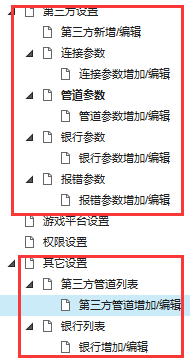 第三方设置
第三方新增/编辑
连接参数
连接参数增加/编辑
管道参数
管道参数增加/编辑
银行参数
银行参数增加/编辑
报错参数
报错参数增加/编辑
游戏平台设置
权限设置
其它设置
第三方管道列表
第三方管道增加/编辑
银行列表
银行增加/编辑